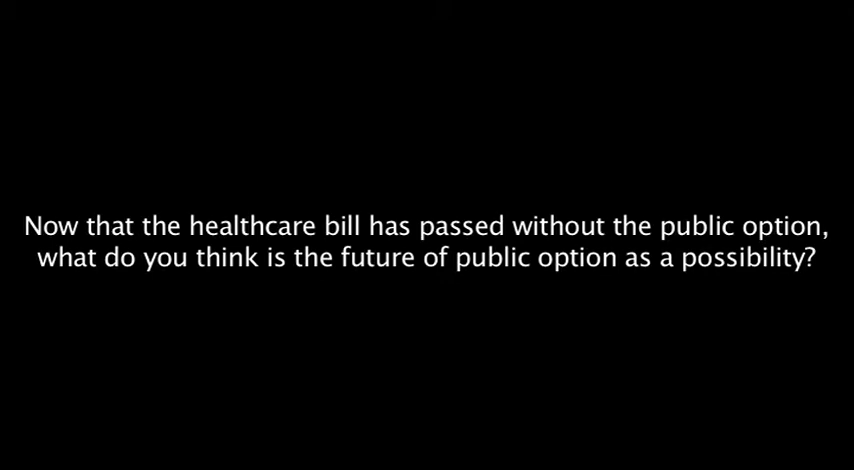 Now that the healthcare bill has passed without the public option,
what do you think is the future of public option as a possibility?